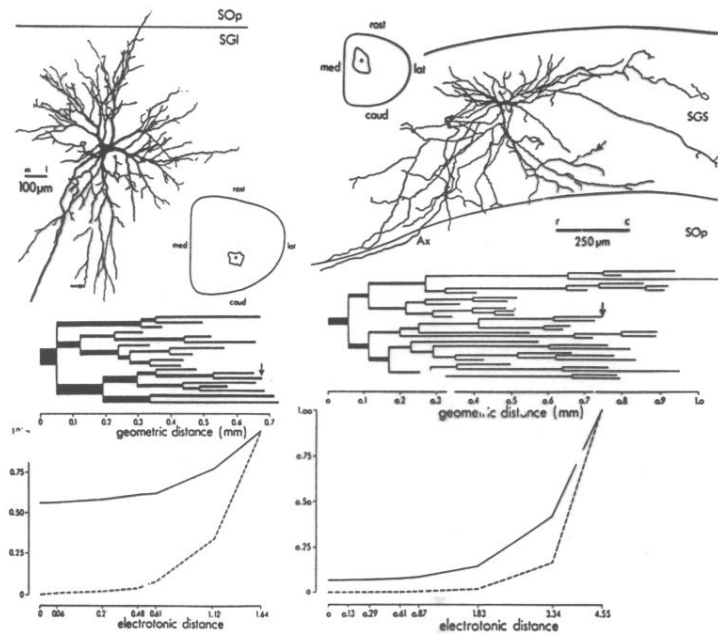 SOp
SGI
m l
100µm
rost
med
lat
caud
0
0.1
0.2
0.3
0.4
0.5
0.6
0.7
geometric distance (mm)
0.75
0.50
0.25
0
0
0.06
0.2
0.48
0.61
1.12
1.64
electrotonic distance
rost
med
lat
caud
SGS
Ax
r c
250 µm
SOp
0
0.1
0.2
0.3
0.4
0.5
0.6
0.7
0.8
0.9
1.0
geometric distance (mm)
1.00
0.75
0.50
0.25
0
0
0.13
0.29
0.61
0.87
1.83
3.34
4.55
electrotonic distance